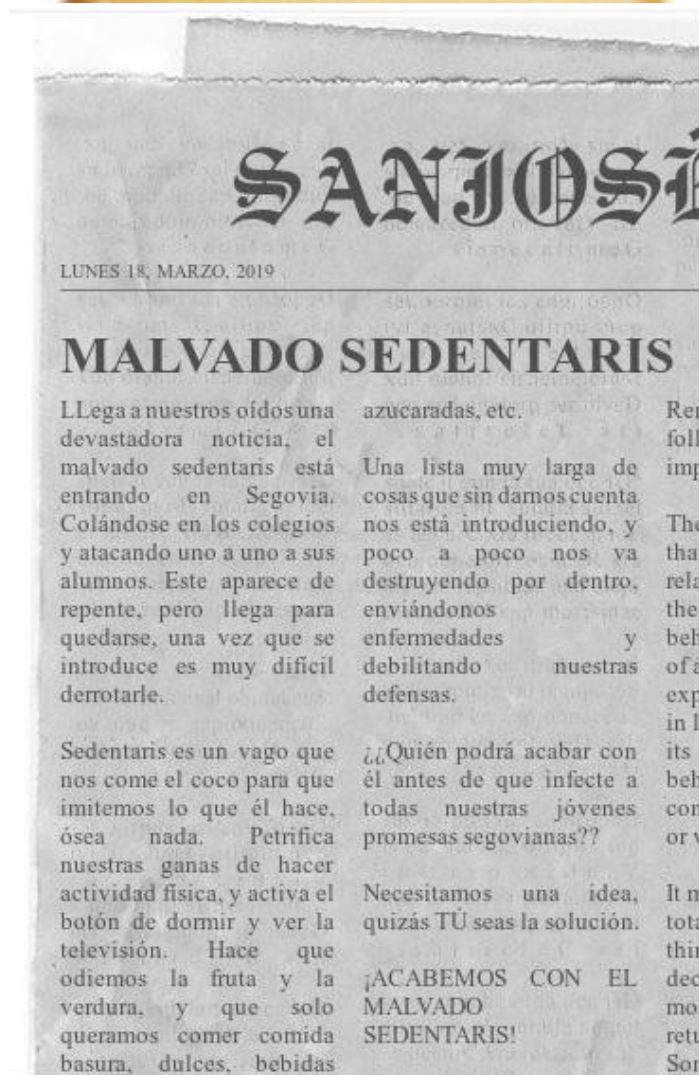 SANJOSÉ
LUNES 18, MARZO, 2019
MALVADO SEDENTARIS
LLega a nuestros oídos una
devastadora noticia, el
malvado sedentaris está
entrando en Segovia.
Colándose en los colegios
y atacando uno a uno a sus
alumnos. Este aparece de
repente, pero llega para
quedarse, una vez que se
introduce es muy difícil
derrotarle.
Sedentaris es un vago que
nos come el coco para que
imitemos lo que él hace,
ósea nada. Petrifica
nuestras ganas de hacer
actividad física, y activa el
botón de dormir y ver la
televisión. Hace que
odiemos la fruta y la
verdura, y que solo
queramos comer comida
basura, dulces, bebidas
azucaradas, etc.
Una lista muy larga de
cosas que sin darnos cuenta
nos está introduciendo, y
poco a poco nos va
destruyendo por dentro,
enviándonos
enfermedades y
debilitando nuestras
defensas.
¿¿Quién podrá acabar con
él antes de que infecte a
todas nuestras jóvenes
promesas segovianas??
Necesitamos una idea,
quizás TÚ seas la solución.
¡ACABEMOS CON EL
MALVADO
SEDENTARIS!